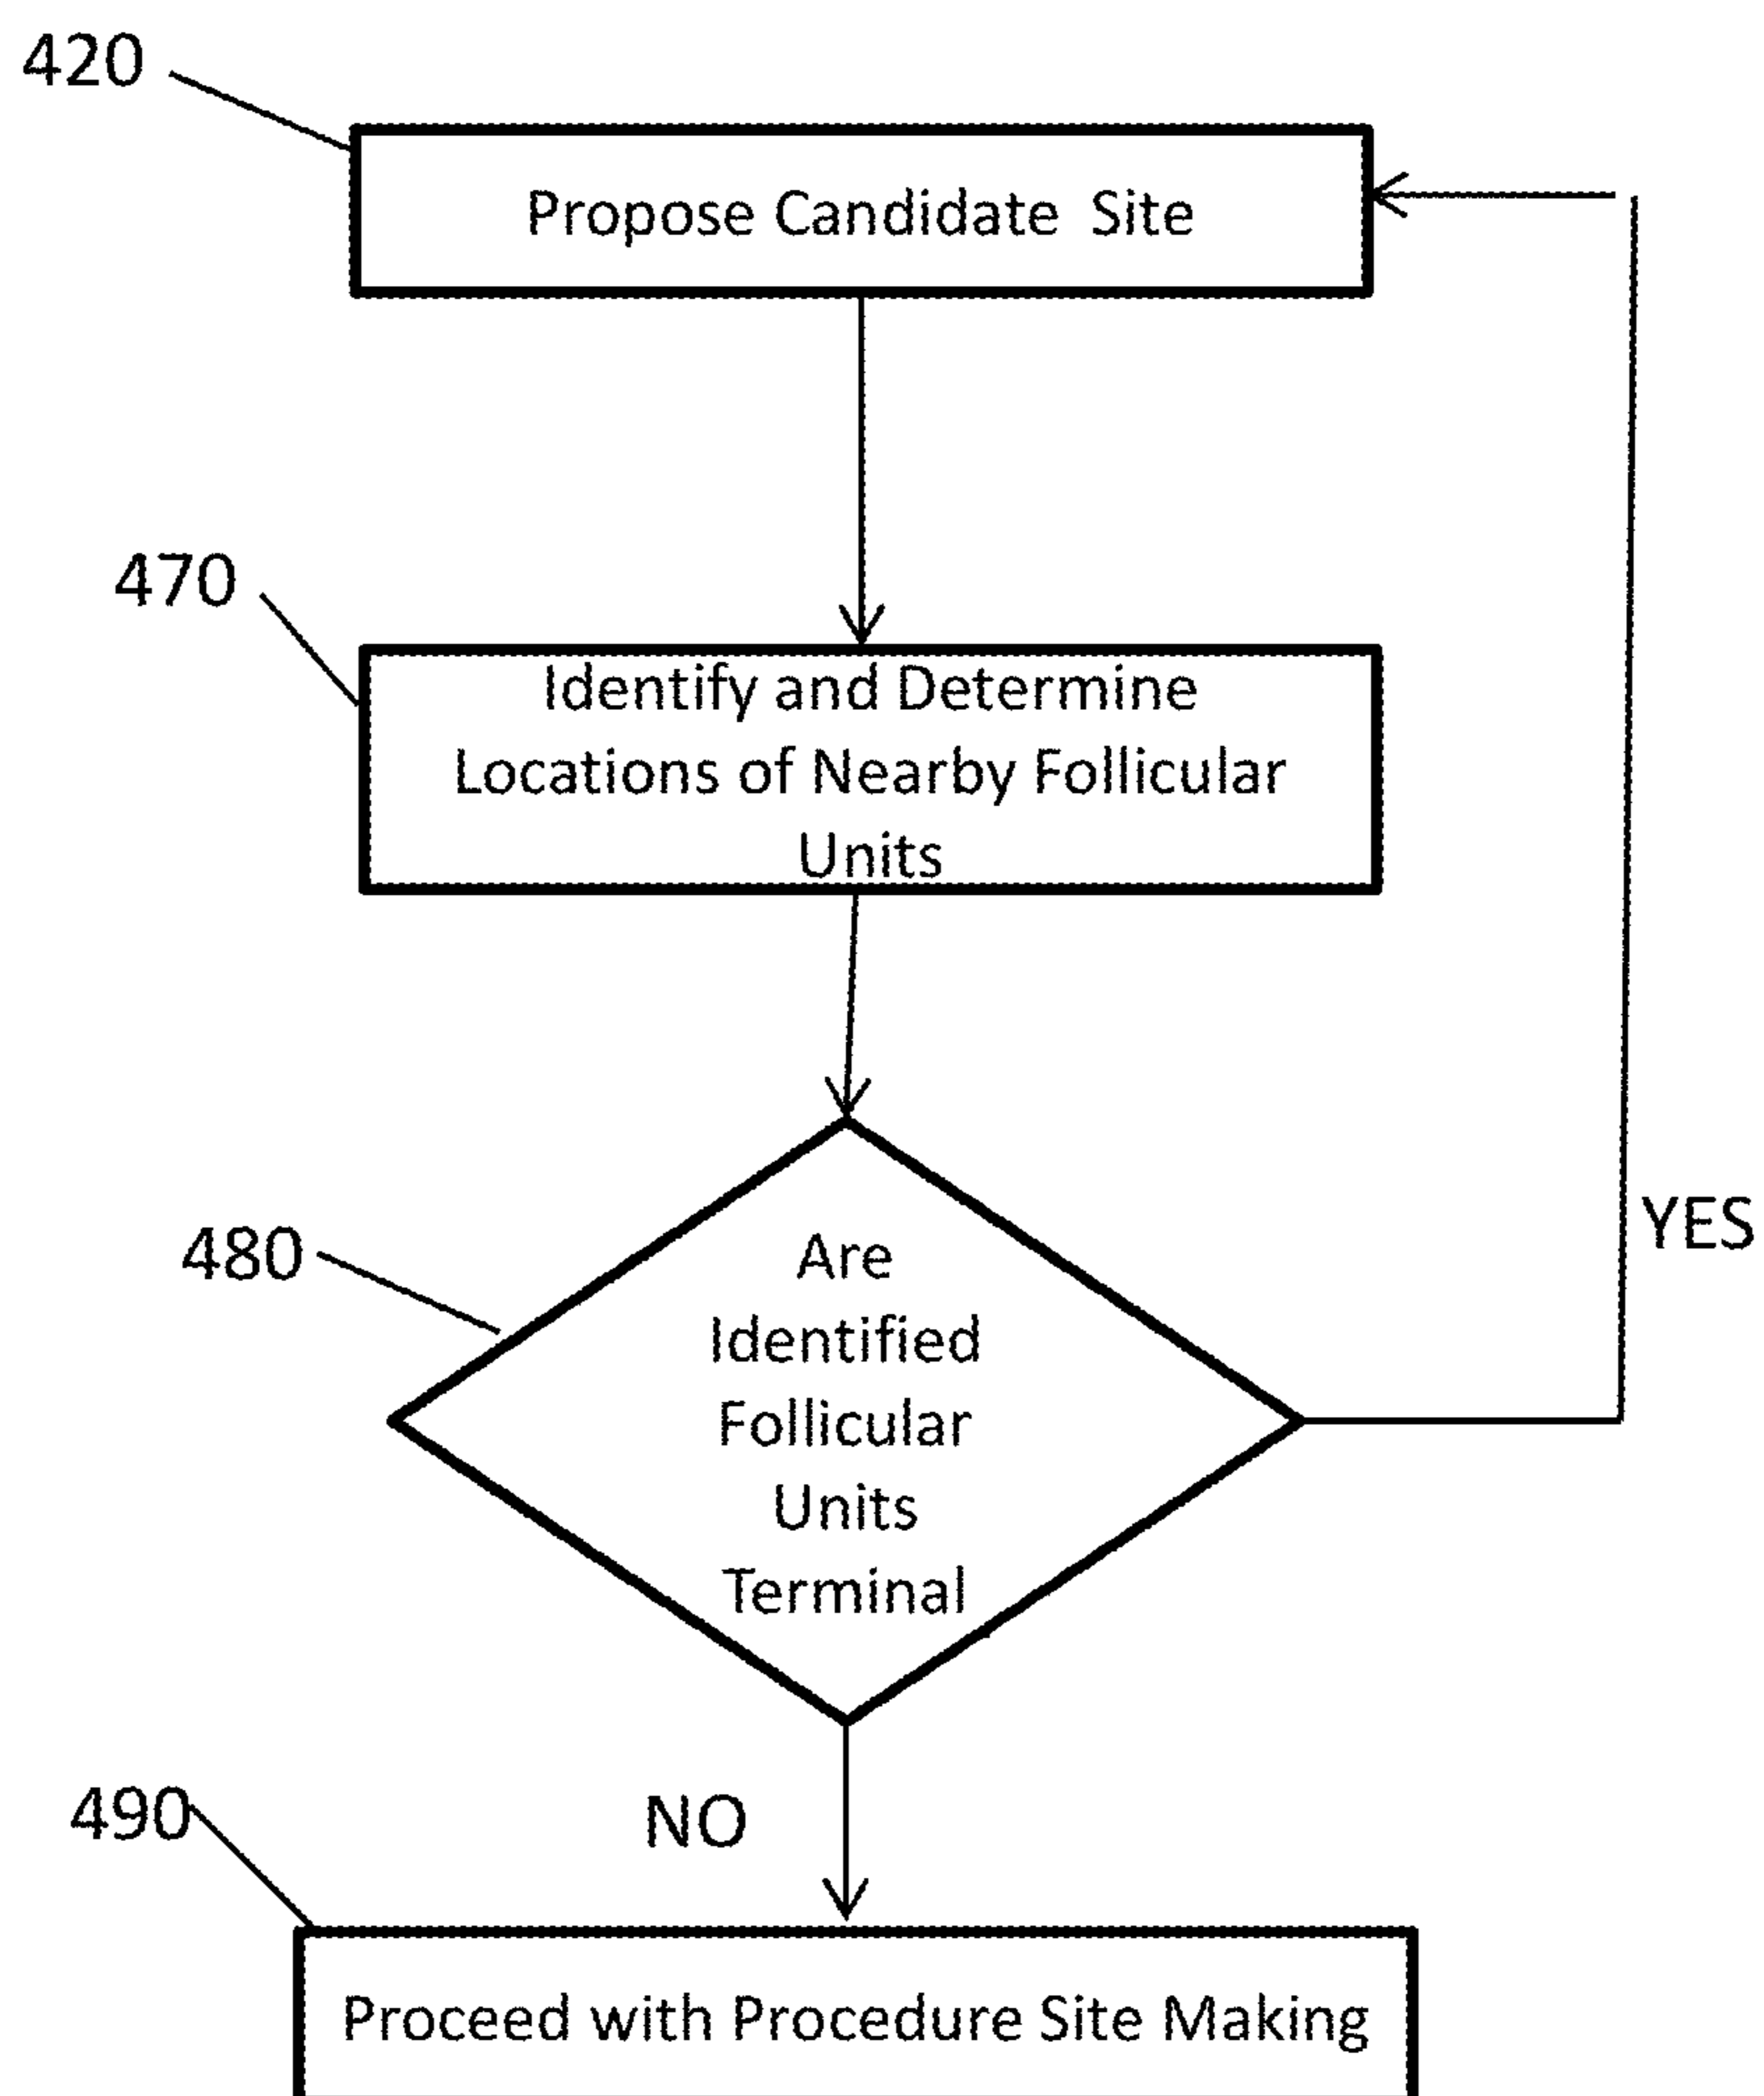 420
Propose Candidate Site
470
Identify and Determine
Locations of Nearby Follicular
Units
480
Are
Identified
Follicular
Units
Terminal
YES
NO
490
Proceed with Procedure Site Making